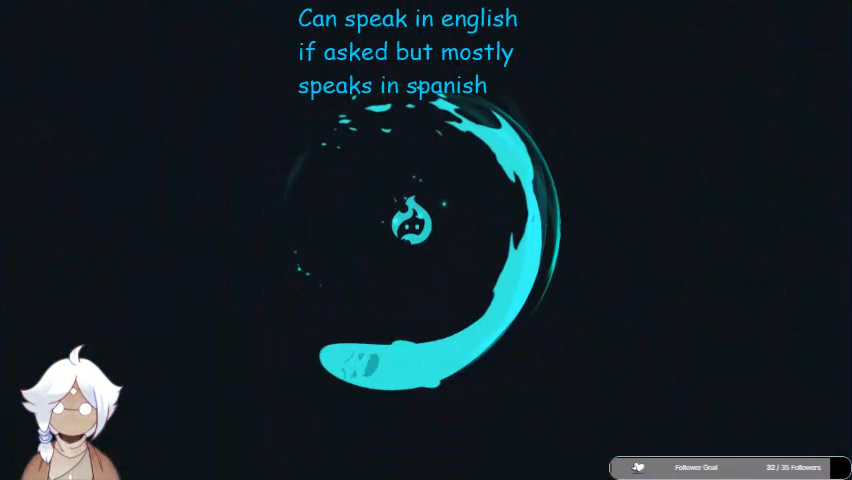 Can speak in english
if asked but mostly
speaks in spanish
Follower Goal 32 / 35 Followers